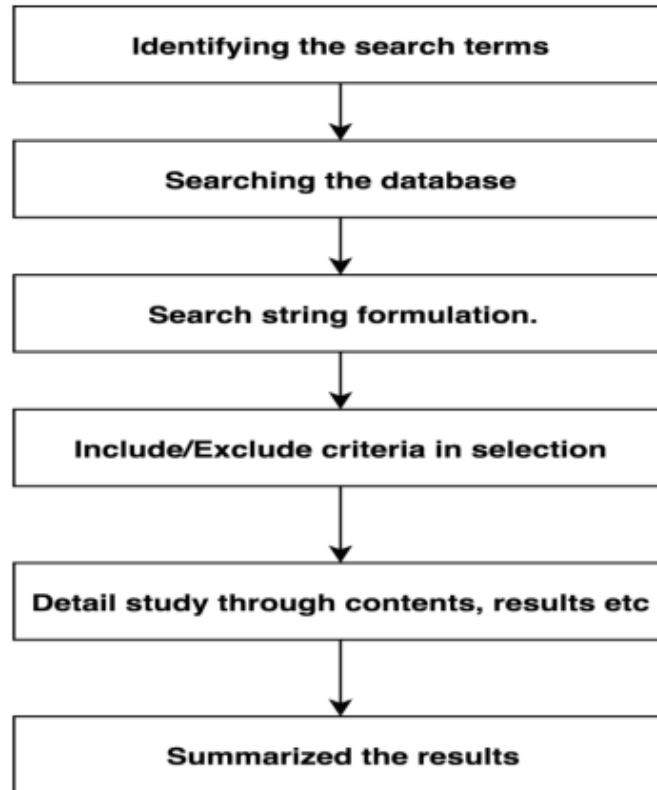 Identifying the search terms
Searching the database
Search string formulation.
Include/Exclude criteria in selection
Detail study through contents, results etc
Summarized the results